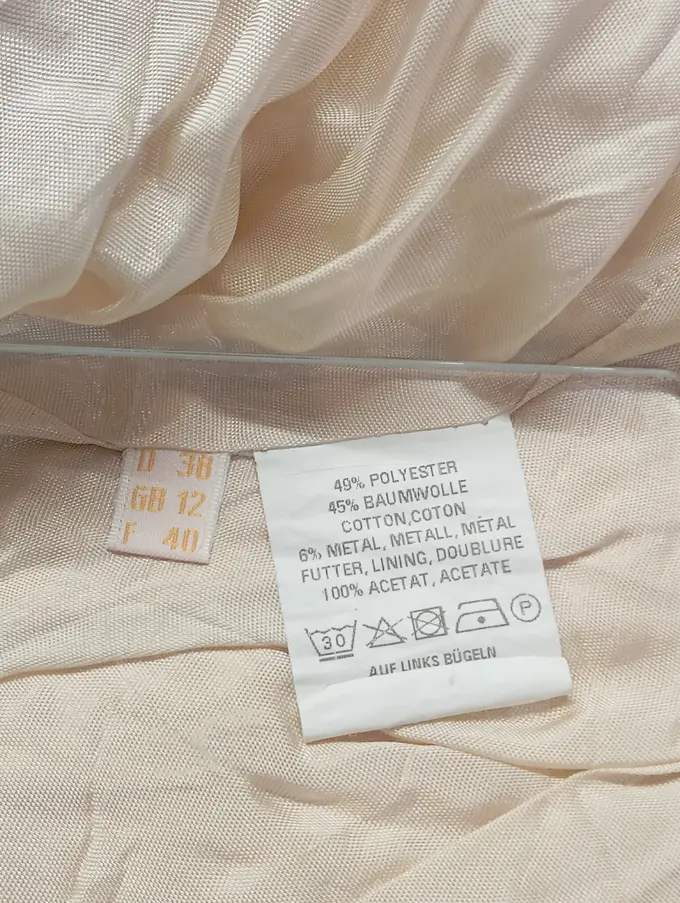 D 38
GB 12
F 40
49% POLYESTER
45% BAUMWOLLE
COTTON,COTON
6% METAL, METALL, MÉTAL
FUTTER, LINING, DOUBLURE
100% ACETAT, ACETATE
30
P
AUF LINKS BÜGELN